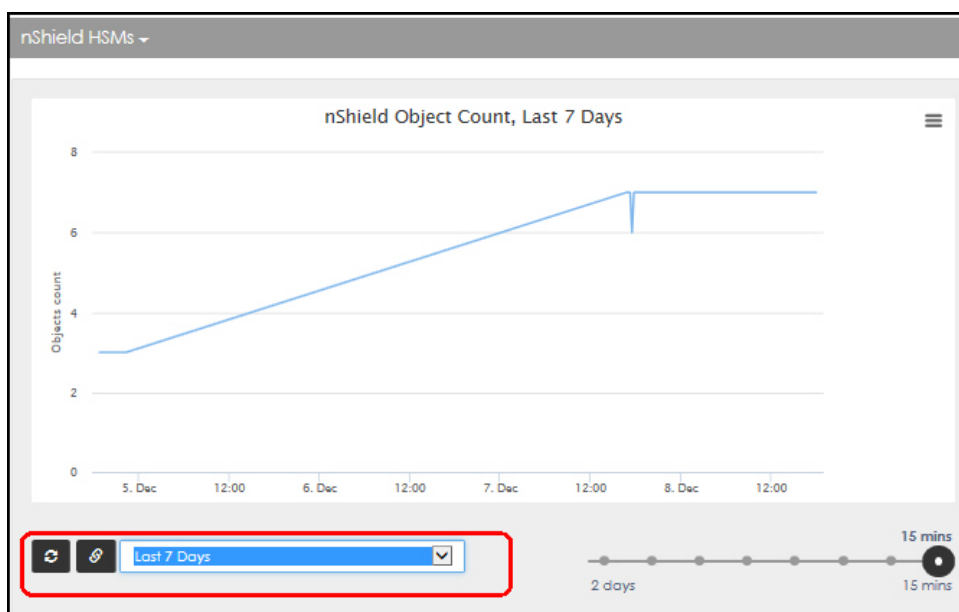 nShield HSMs
nShield Object Count, Last 7 Days
8
6
4
2
0
Objects count
5. Dec 12:00 6. Dec 12:00 7. Dec 12:00 8. Dec 12:00
Last 7 Days
15 mins
2 days 15 mins